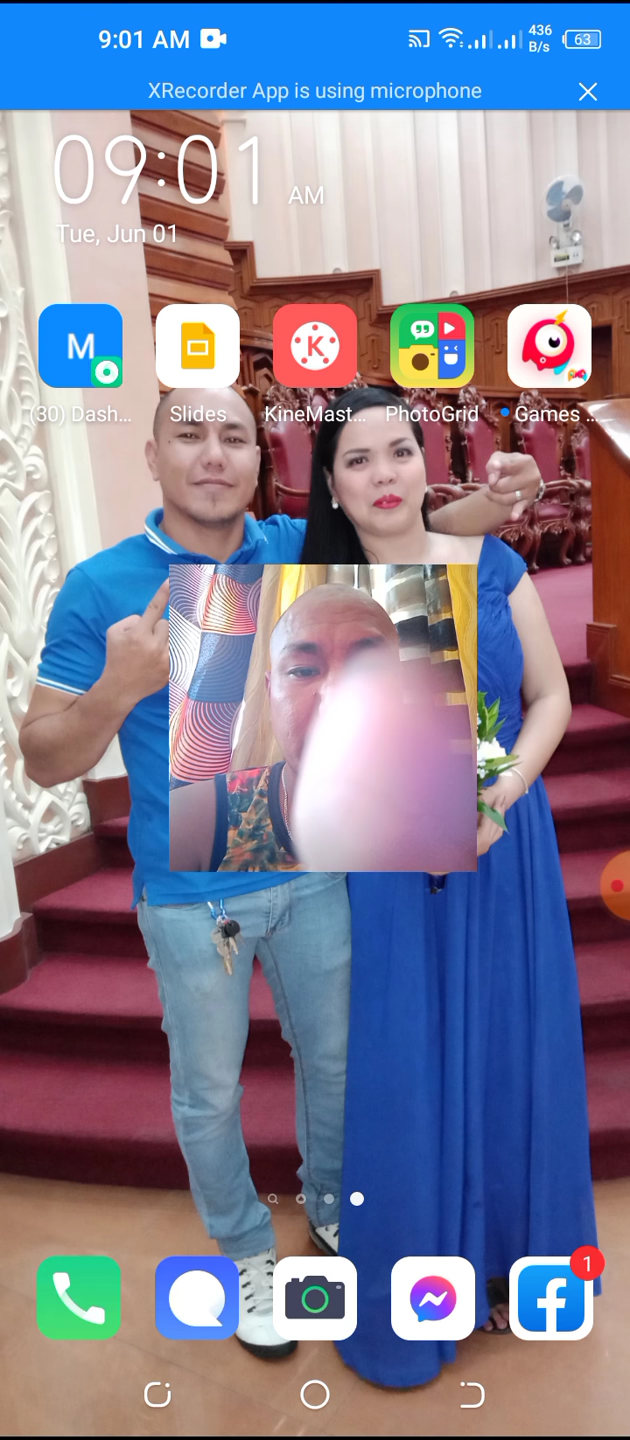 9:01 AM
436
B/s
63
XRecorder App is using microphone
09:01 AM
Tue, Jun 01
M
K
(30) Dash...
Slides
KineMast...
PhotoGrid
Games ...
1